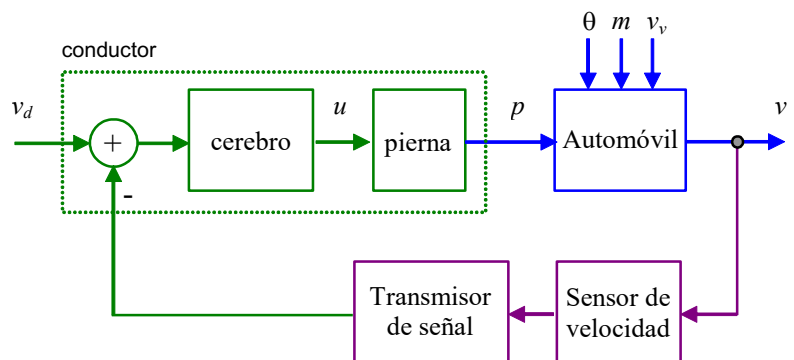 θ m v_v
conductor
v_d
+
-
cerebro
u
pierna
p
Automóvil
v
Transmisor
de señal
Sensor de
velocidad